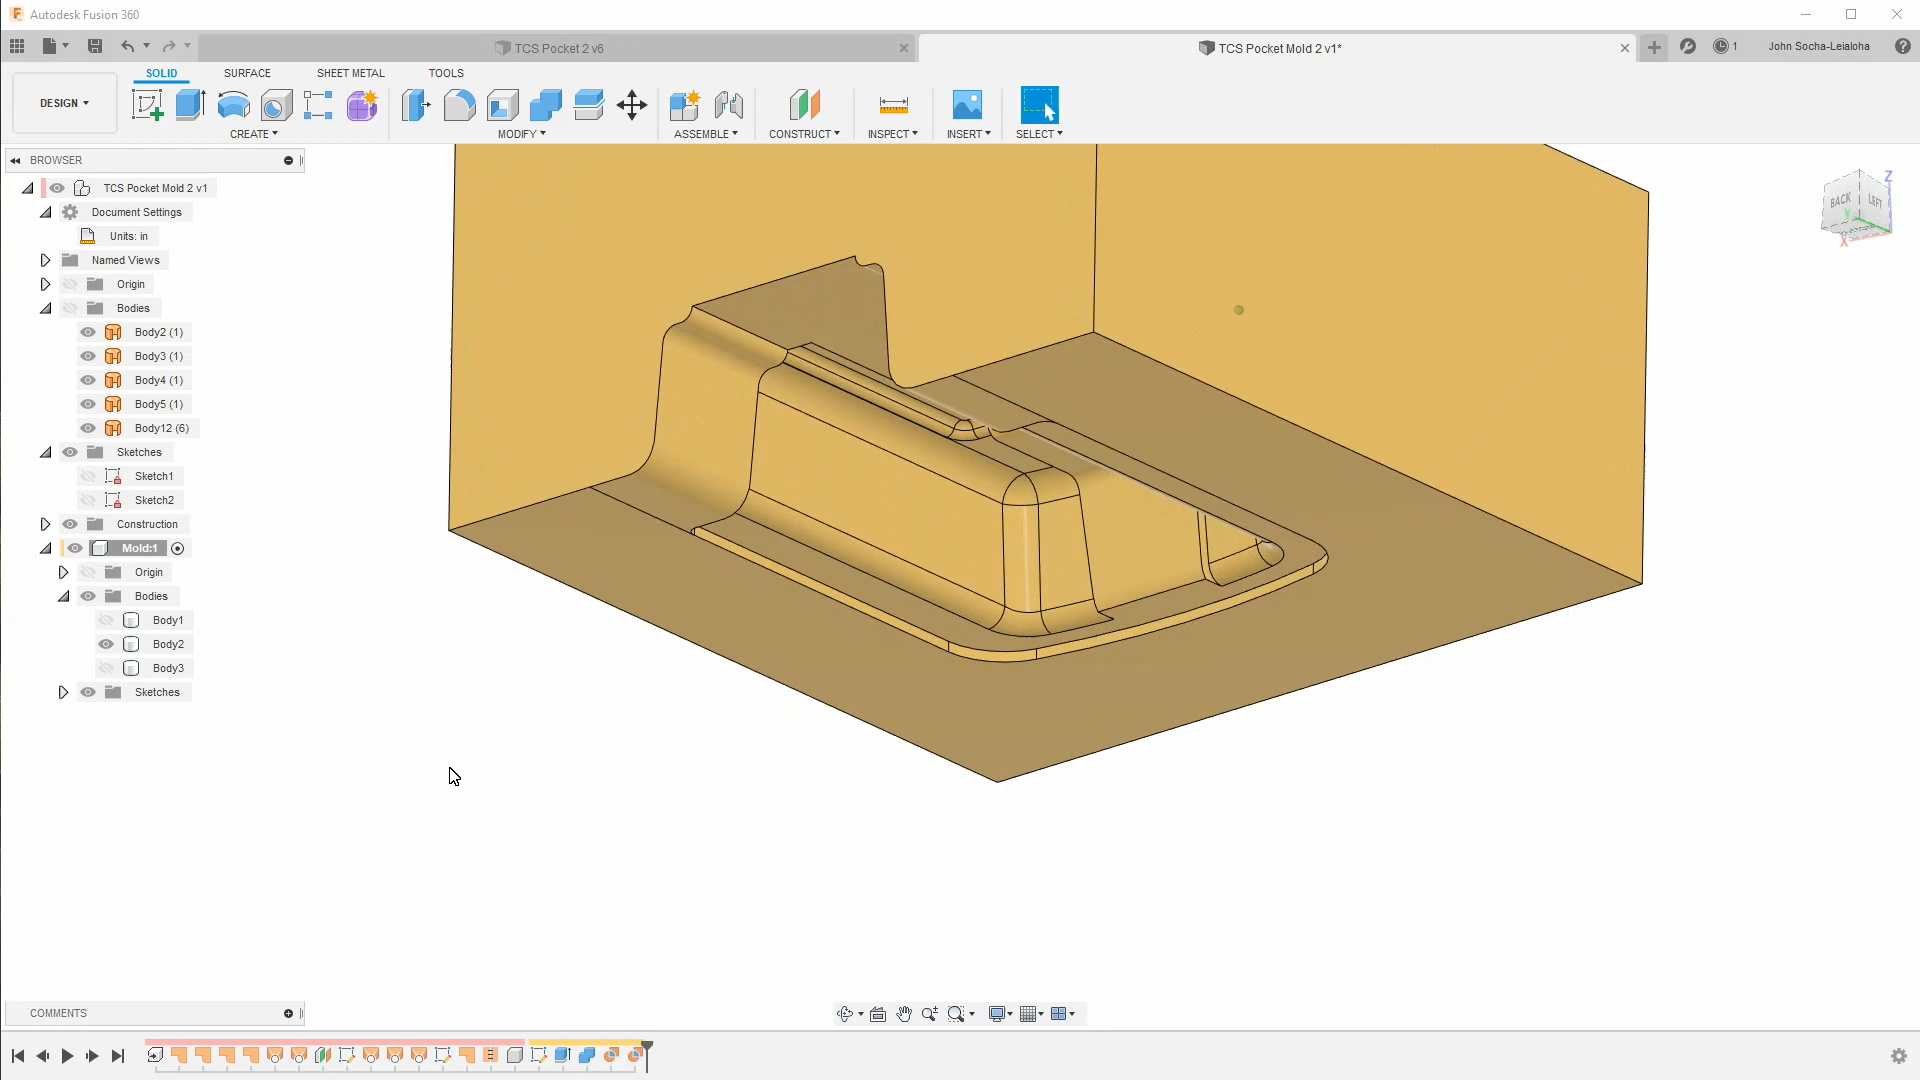 Autodesk Fusion 360
TCS Pocket 2 v6
TCS Pocket Mold 2 v1*
1
John Socha-Leialoha
SOLID
SURFACE
SHEET METAL
TOOLS
DESIGN
CREATE
MODIFY
ASSEMBLE
CONSTRUCT
INSPECT
INSERT
SELECT
BROWSER
TCS Pocket Mold 2 v1
Document Settings
Units: in
Named Views
Origin
Bodies
Body2 (1)
Body3 (1)
Body4 (1)
Body5 (1)
Body12 (6)
Sketches
Sketch1
Sketch2
Construction
Mold:1
Origin
Bodies
Body1
Body2
Body3
Sketches
BACK
LEFT
Z
Y
X
COMMENTS